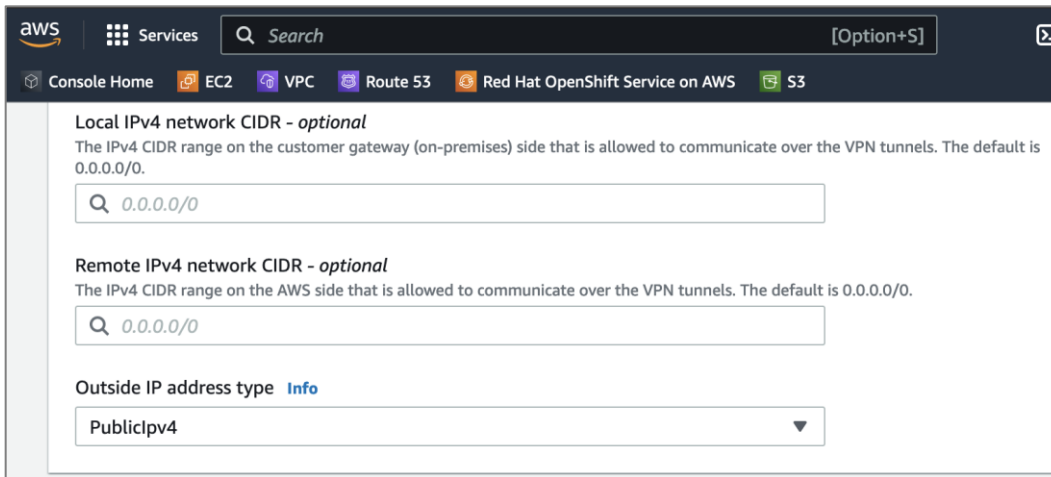 aws Services Search [Option+S]
Console Home EC2 VPC Route 53 Red Hat OpenShift Service on AWS S3
Local IPv4 network CIDR - optional
The IPv4 CIDR range on the customer gateway (on-premises) side that is allowed to communicate over the VPN tunnels. The default is
0.0.0.0/0.
0.0.0.0/0
Remote IPv4 network CIDR - optional
The IPv4 CIDR range on the AWS side that is allowed to communicate over the VPN tunnels. The default is 0.0.0.0/0.
0.0.0.0/0
Outside IP address type Info
PublicIpv4